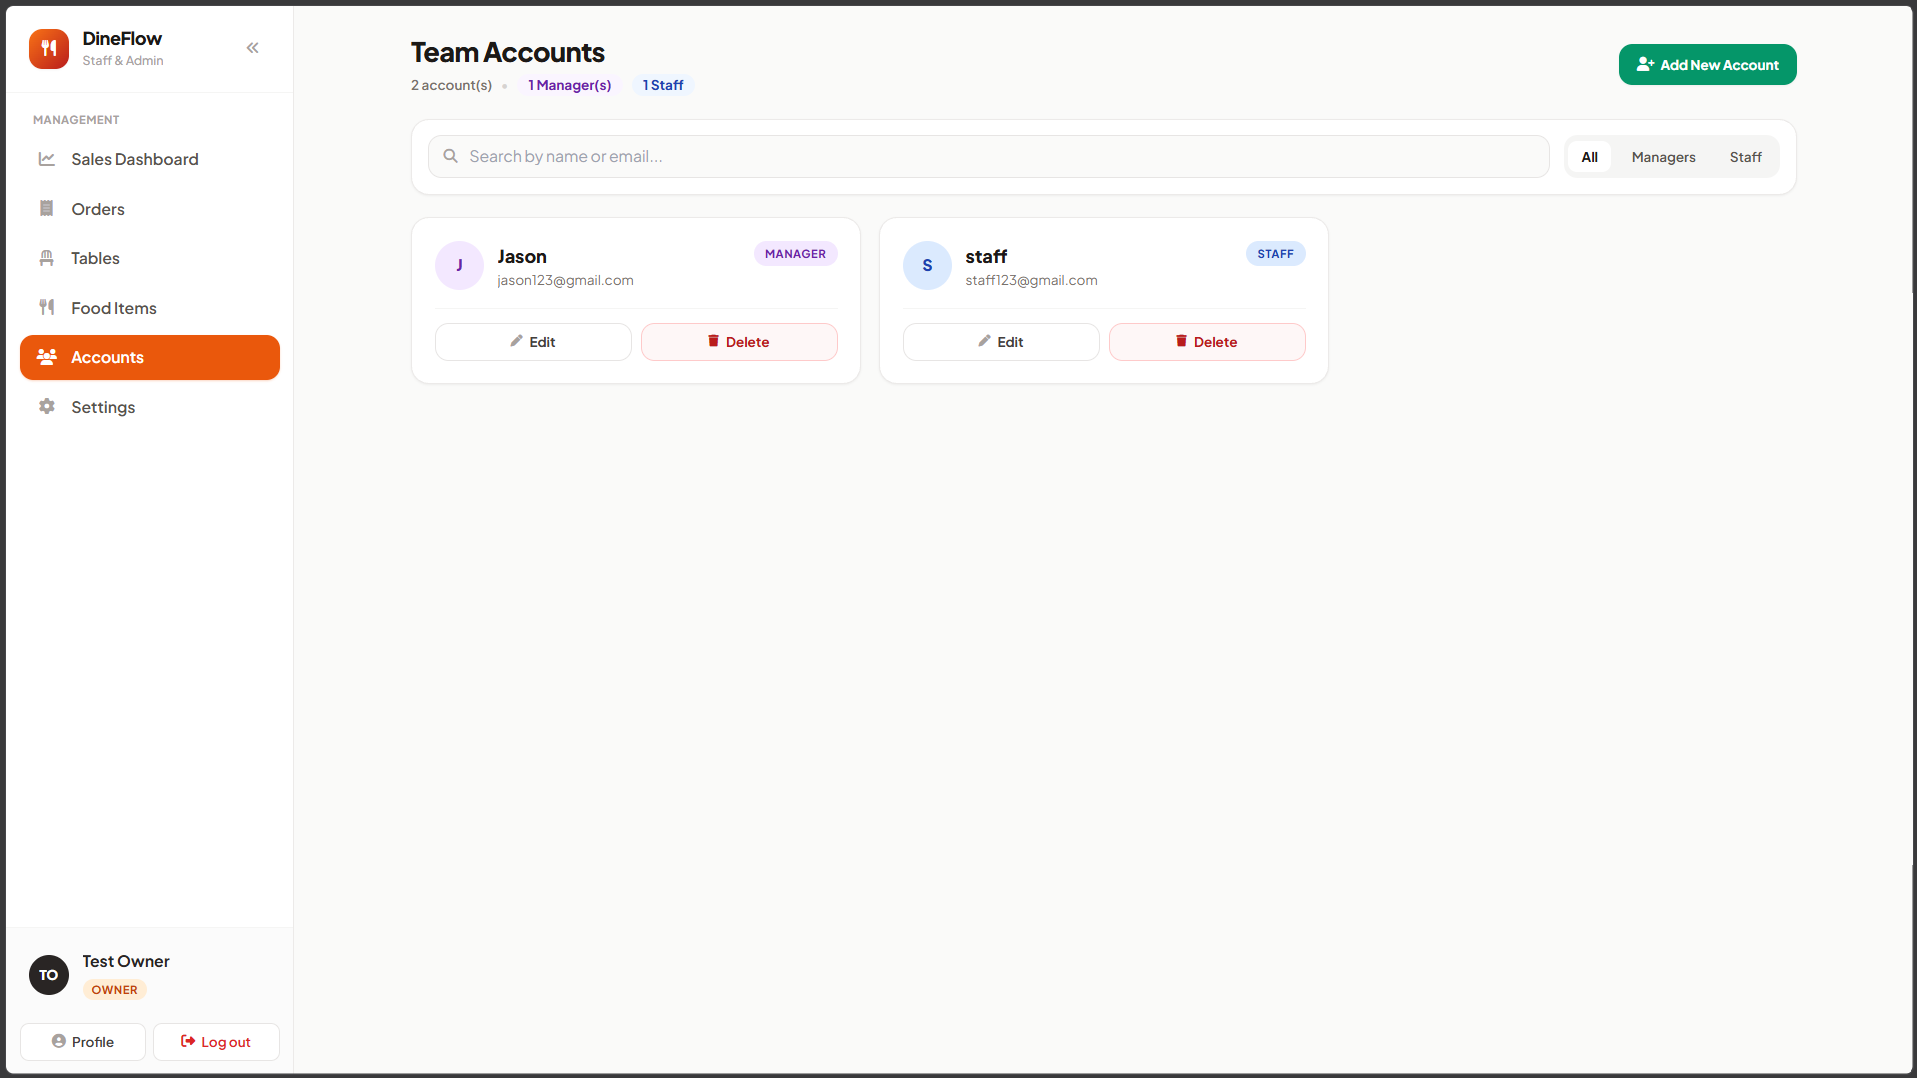 DineFlow
Staff & Admin
MANAGEMENT
Sales Dashboard
Orders
Tables
Food Items
Accounts
Settings
TO
Test Owner
OWNER
Profile
Log out
Team Accounts
2 account(s) • 1 Manager(s) 1 Staff
Add New Account
Search by name or email...
All Managers Staff
J
Jason
MANAGER
jason123@gmail.com
Edit
Delete
S
staff
STAFF
staff123@gmail.com
Edit
Delete